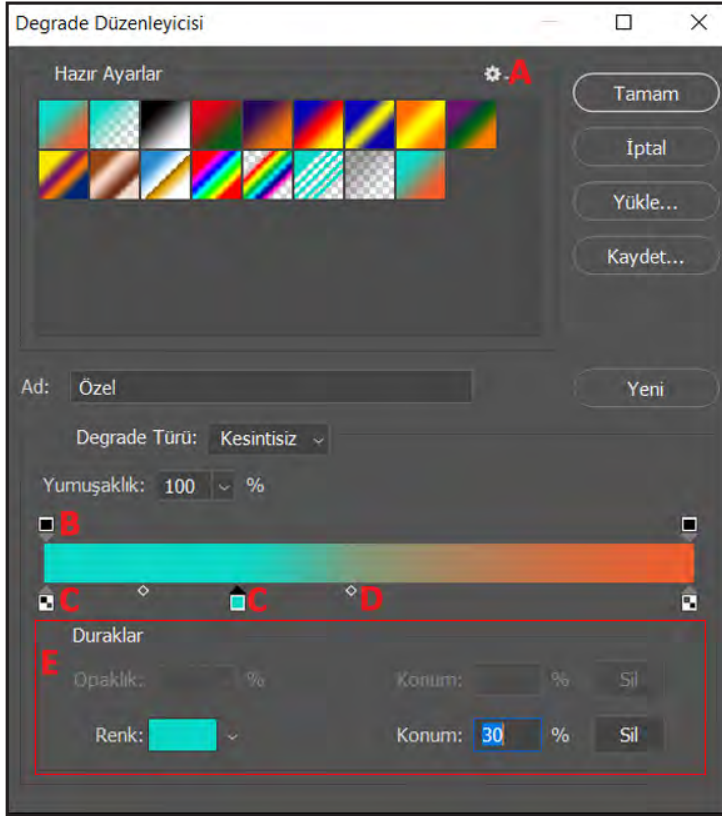 Degrade Düzenleyicisi
Hazır Ayarlar
A
Tamam
İptal
Yükle...
Kaydet...
Ad: Özel
Yeni
Degrade Türü: Kesintisiz
Yumuşaklık: 100 %
B
C C D
E Duraklar
Opaklık: % Konum: % Sil
Renk: Konum: 30 % Sil